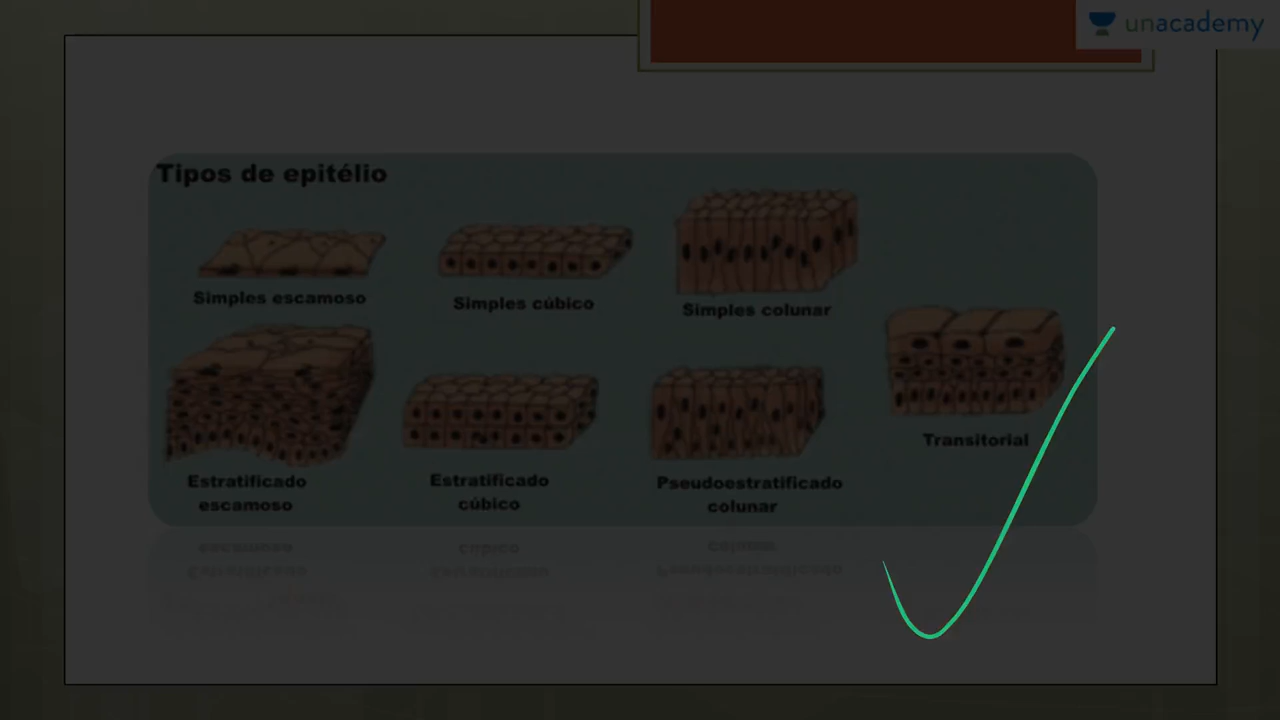 unacademy
Tipos de epitélio
Simples escamoso
Simples cúbico
Simples colunar
Transitorial
Estratificado
escamoso
Estratificado
cúbico
Pseudoestratificado
colunar